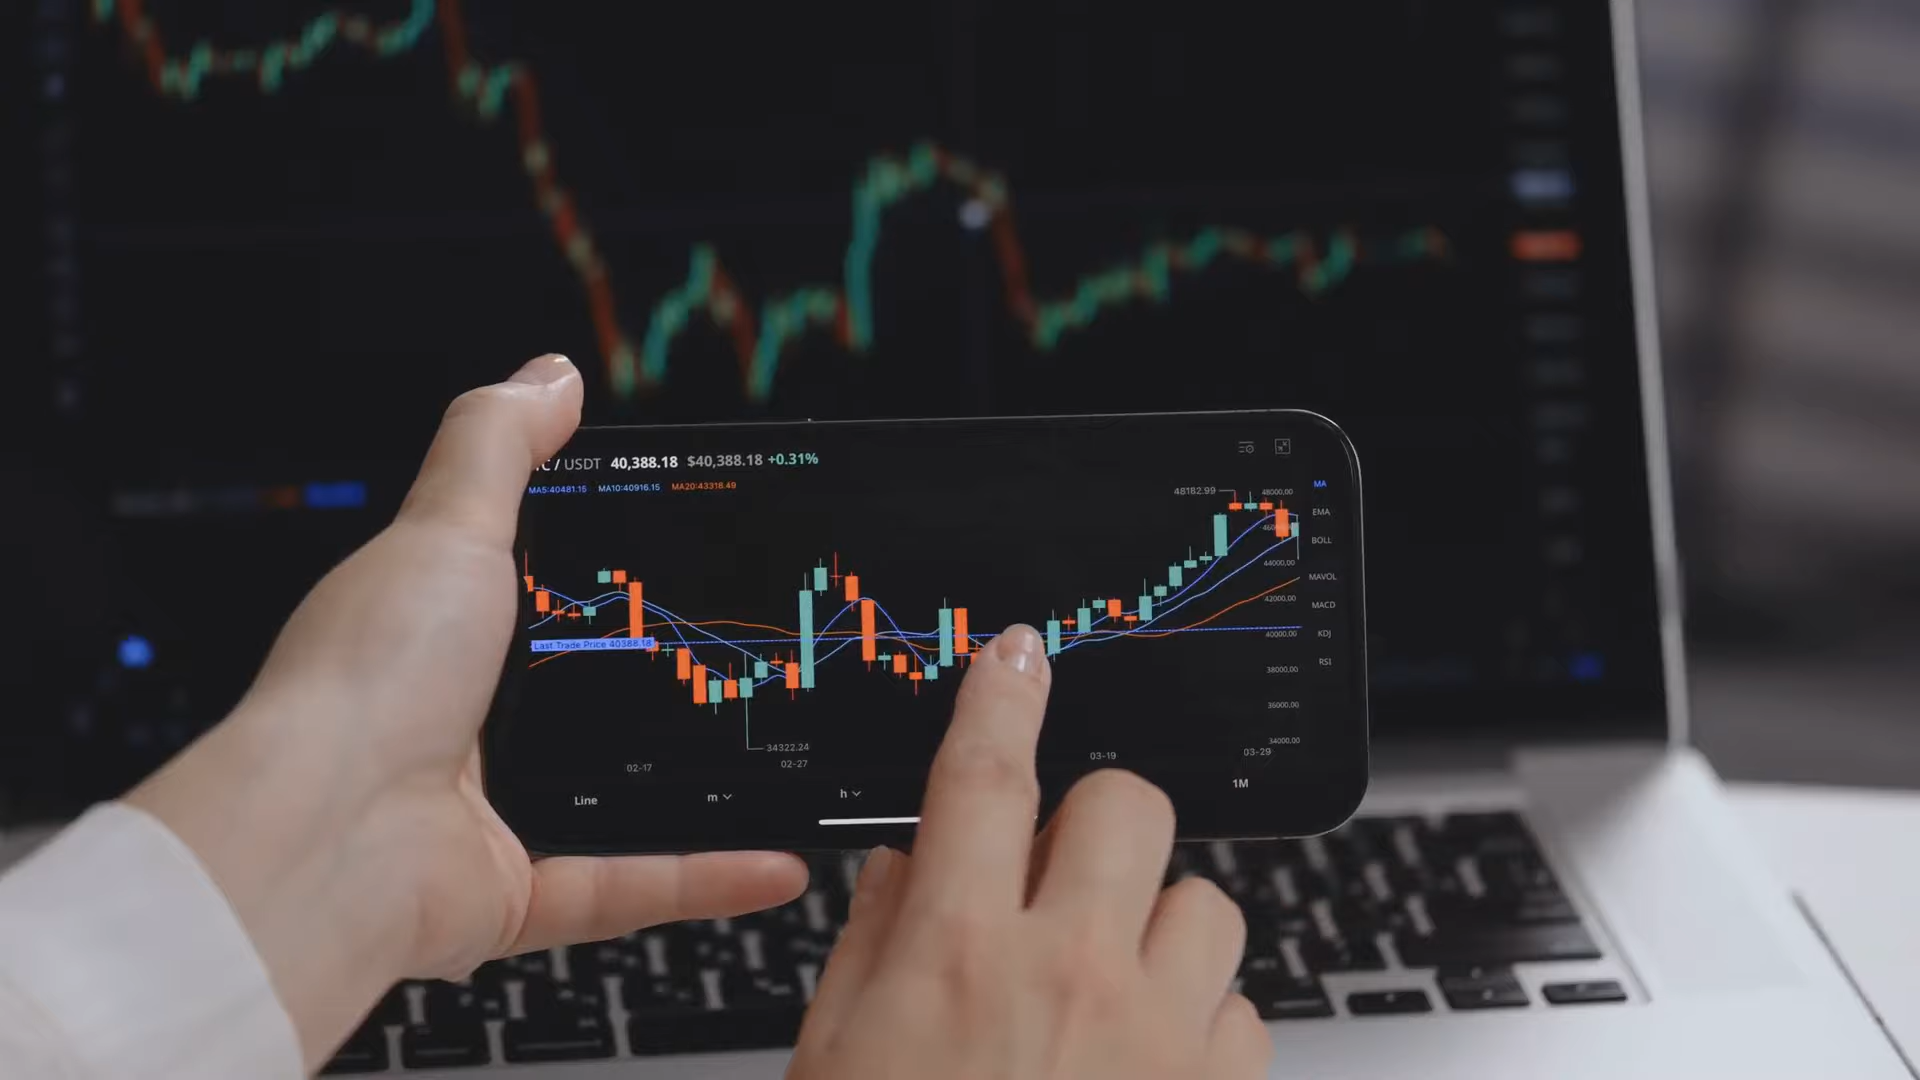 C / USDT 40,388.18 $40,388.18 +0.31%
MA5:40481.15 MA10:40916.15 MA20:43318.49
MA
48182.99
48000,00
EMA
BOLL
44000,00
MAVOL
42000,00
MACD
40000,00
KDJ
Last Trade Price 40388.18
RSI
38000,00
36000,00
34000,00
34322.24
02-17
02-27
03-19
03-29
Line
m
h
1M